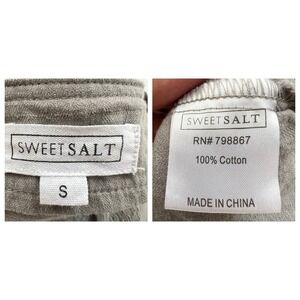 SWEETSALT
S
SWEETSALT
RN# 798867
100% Cotton
MADE IN CHINA